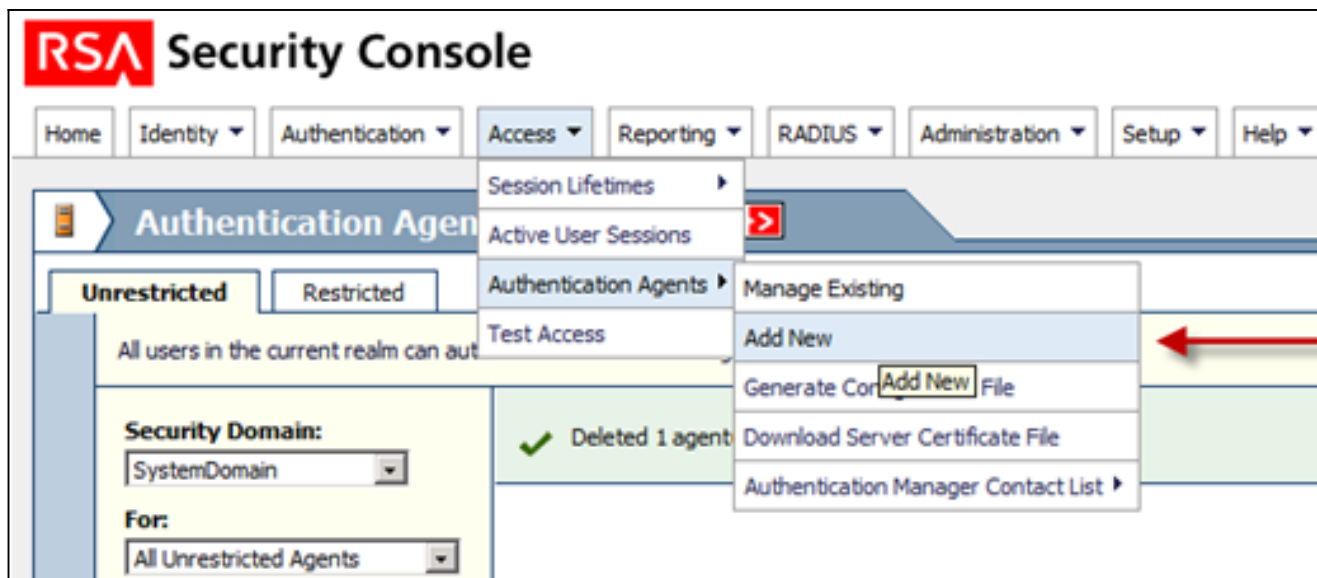 RSA Security Console
Home Identity Authentication Access Reporting RADIUS Administration Setup Help
Session Lifetimes
Active User Sessions
Authentication Agents
Test Access
Manage Existing
Add New
Add New
Generate File
Download Server Certificate File
Authentication Manager Contact List
Authentication
Unrestricted Restricted
All users in the current realm can
Security Domain:
SystemDomain
Deleted 1 agent
For:
All Unrestricted Agents